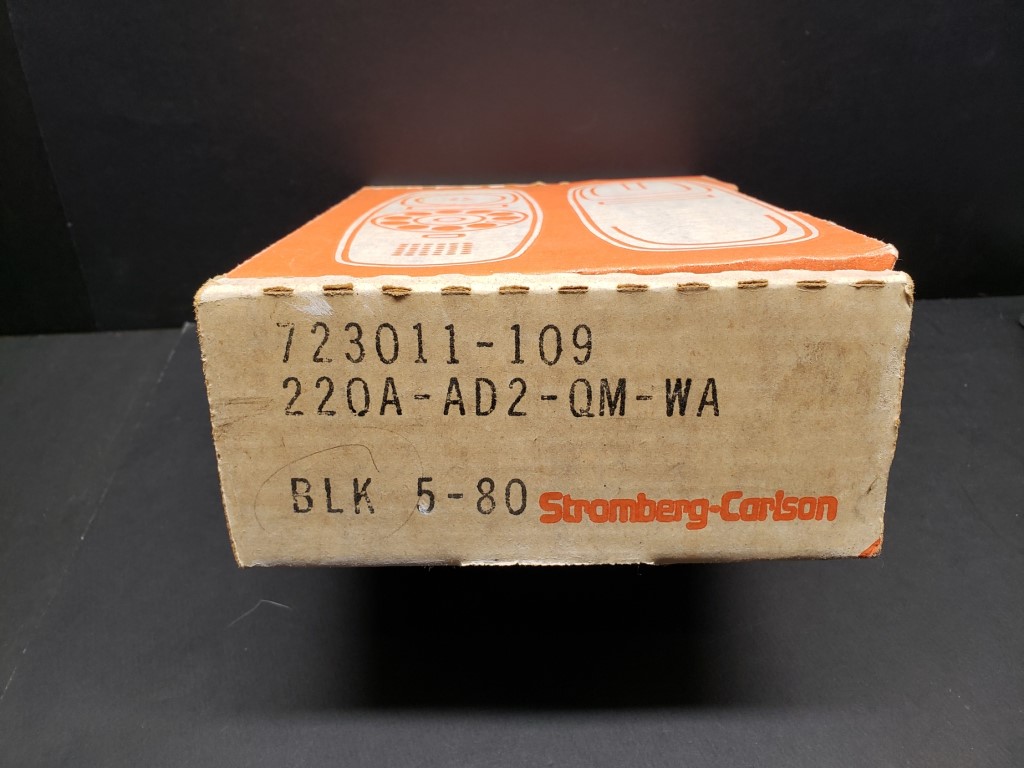 723011-109
220A-AD2-QM-WA
BLK 5-80 Stromberg-Carlson